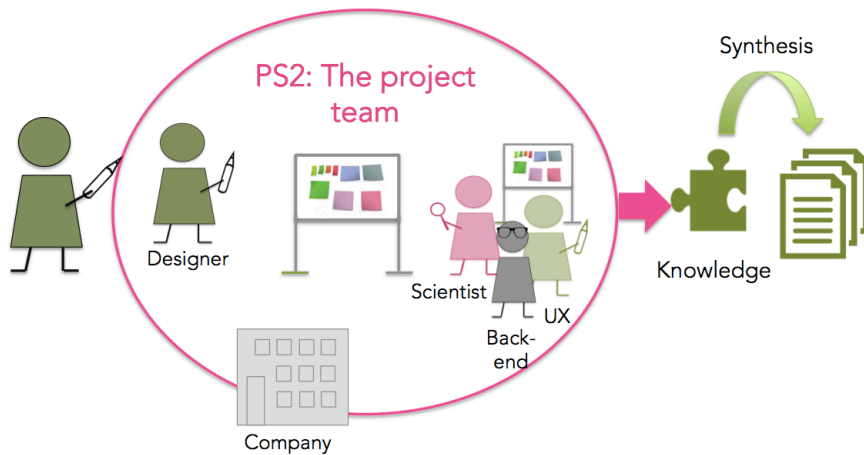 Synthesis
PS2: The project
team
Designer
Scientist
UX
Back-
end
Knowledge
Company